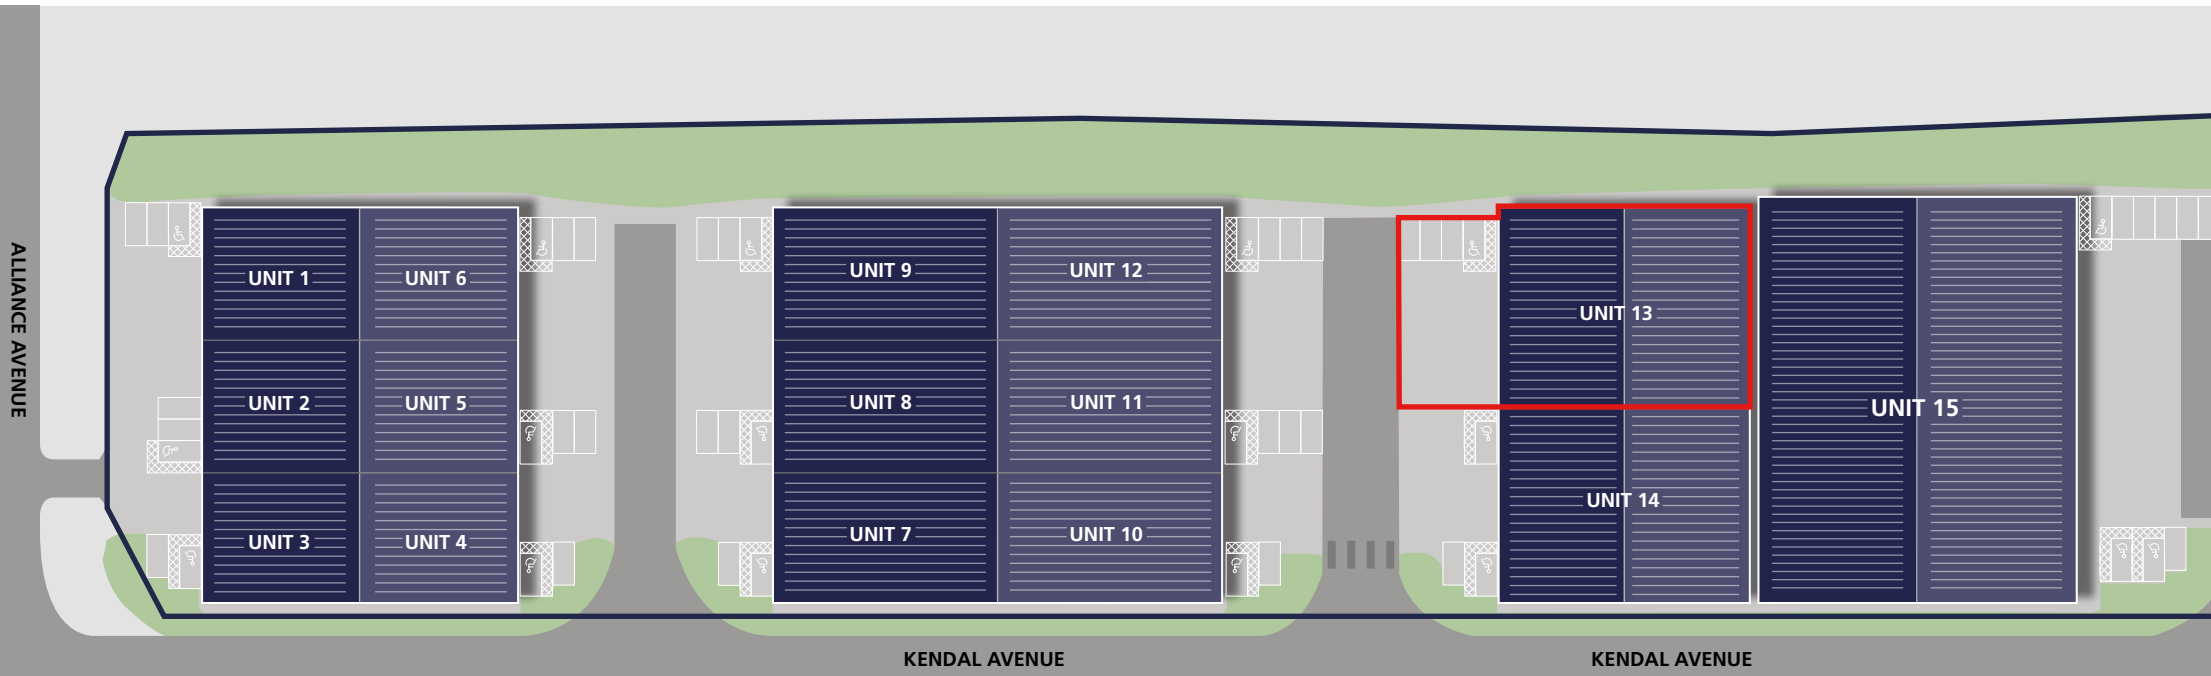 ALLIANCE AVENUE
UNIT 1
UNIT 6
UNIT 2
UNIT 5
UNIT 3
UNIT 4
UNIT 9
UNIT 12
UNIT 8
UNIT 11
UNIT 7
UNIT 10
UNIT 13
UNIT 14
UNIT 15
KENDAL AVENUE
KENDAL AVENUE